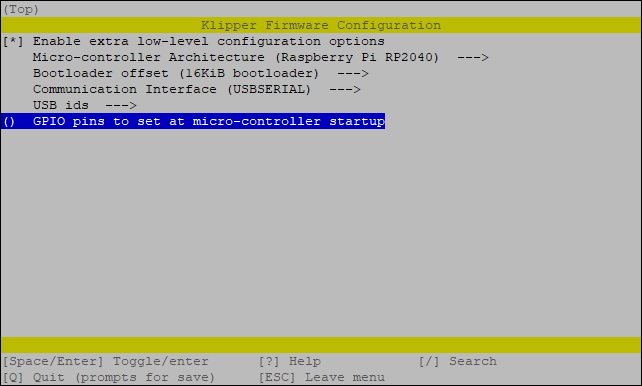 (Top)
Klipper Firmware Configuration
[*] Enable extra low-level configuration options
Micro-controller Architecture (Raspberry Pi RP2040)  --->
Bootloader offset (16KiB bootloader)  --->
Communication Interface (USBSERIAL)  --->
USB ids  --->
()  GPIO pins to set at micro-controller startup
[Space/Enter] Toggle/enter [?] Help [/] Search
[Q] Quit (prompts for save) [ESC] Leave menu